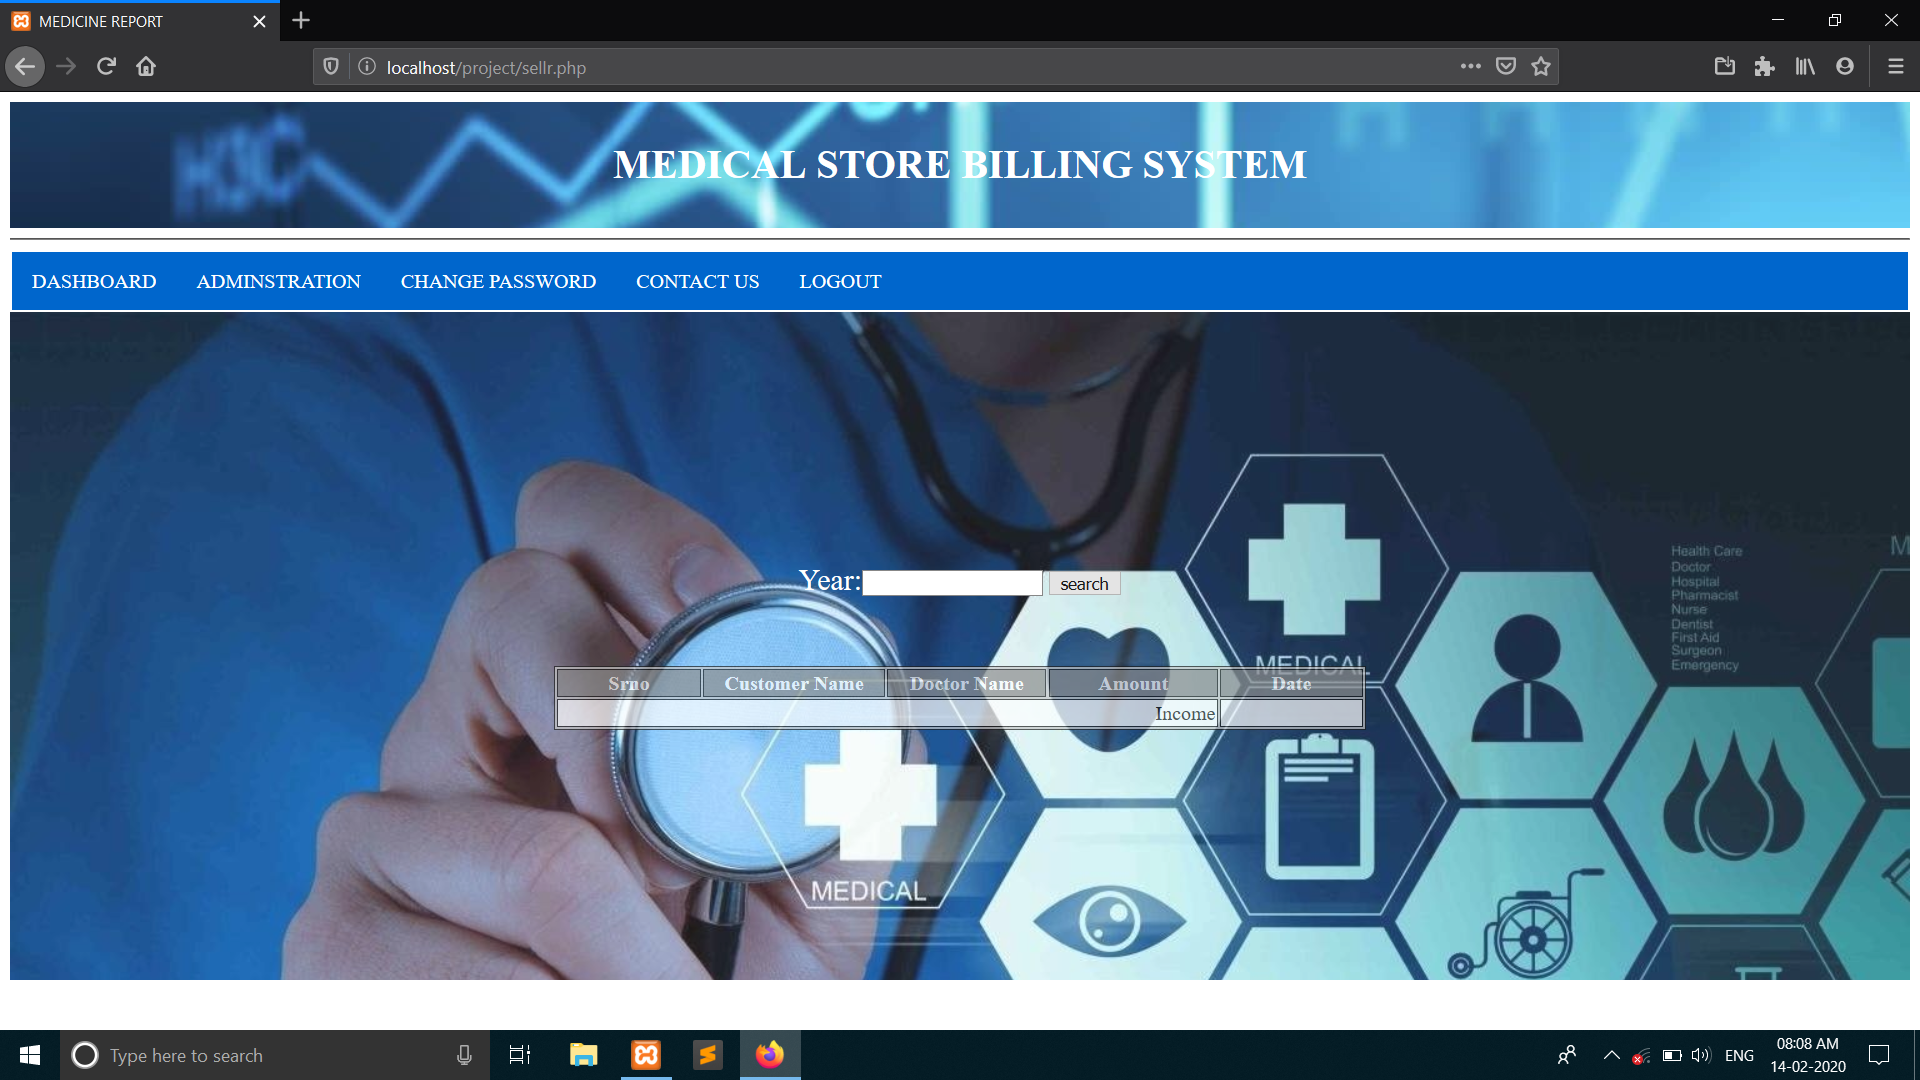 MEDICINE REPORT
localhost/project/sellr.php
H3C
MEDICAL STORE BILLING SYSTEM
DASHBOARD ADMINSTRATION CHANGE PASSWORD CONTACT US LOGOUT
Health Care
Doctor
Hospital
Pharmacist
Nurse
Dentist
First Aid
Surgeon
Emergency
M
Year: search
MEDICAL
Srno Customer Name Doctor Name Amount Date
Income
MEDICAL
Type here to search
ENG
08:08 AM
14-02-2020